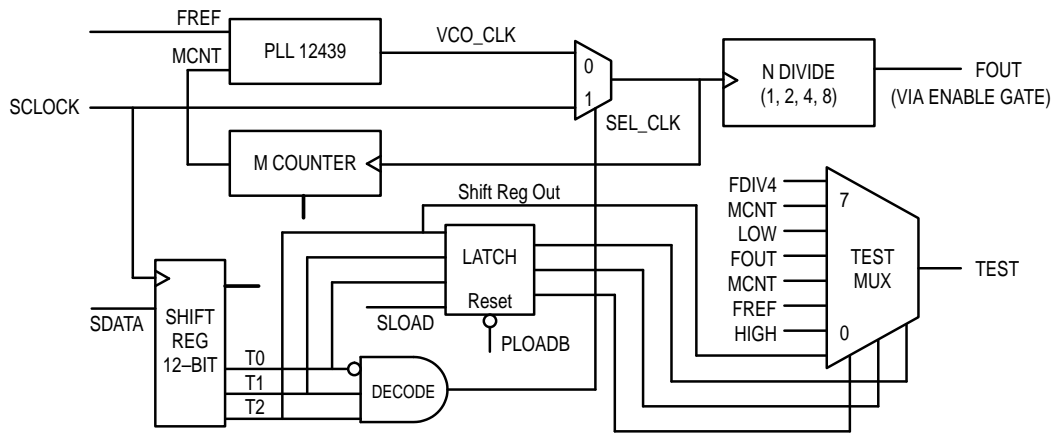 FREF
MCNT
PLL 12439
VCO_CLK
0
1
SCLOCK
SEL_CLK
N DIVIDE
(1, 2, 4, 8)
FOUT
(VIA ENABLE GATE)
M COUNTER
Shift Reg Out
LATCH
Reset
SLOAD
PLOADB
SDATA
SHIFT
REG
12–BIT
T0
T1
T2
DECODE
FDIV4
MCNT
LOW
FOUT
MCNT
FREF
HIGH
7
TEST
MUX
0
TEST